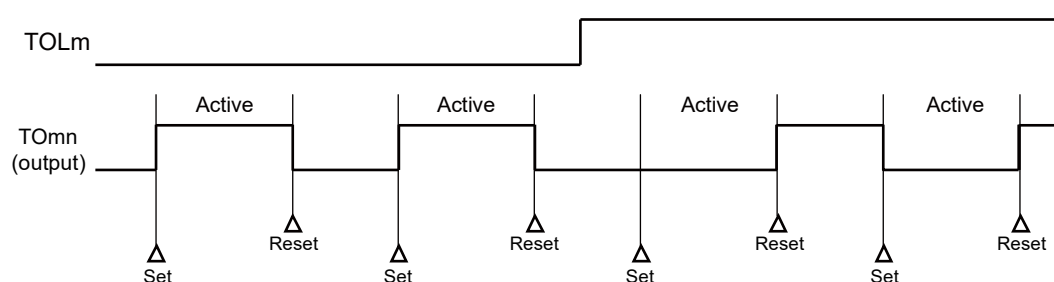 TOLm
Active Active Active Active
TOmn
(output)
Reset Reset Reset Reset
Set Set Set Set